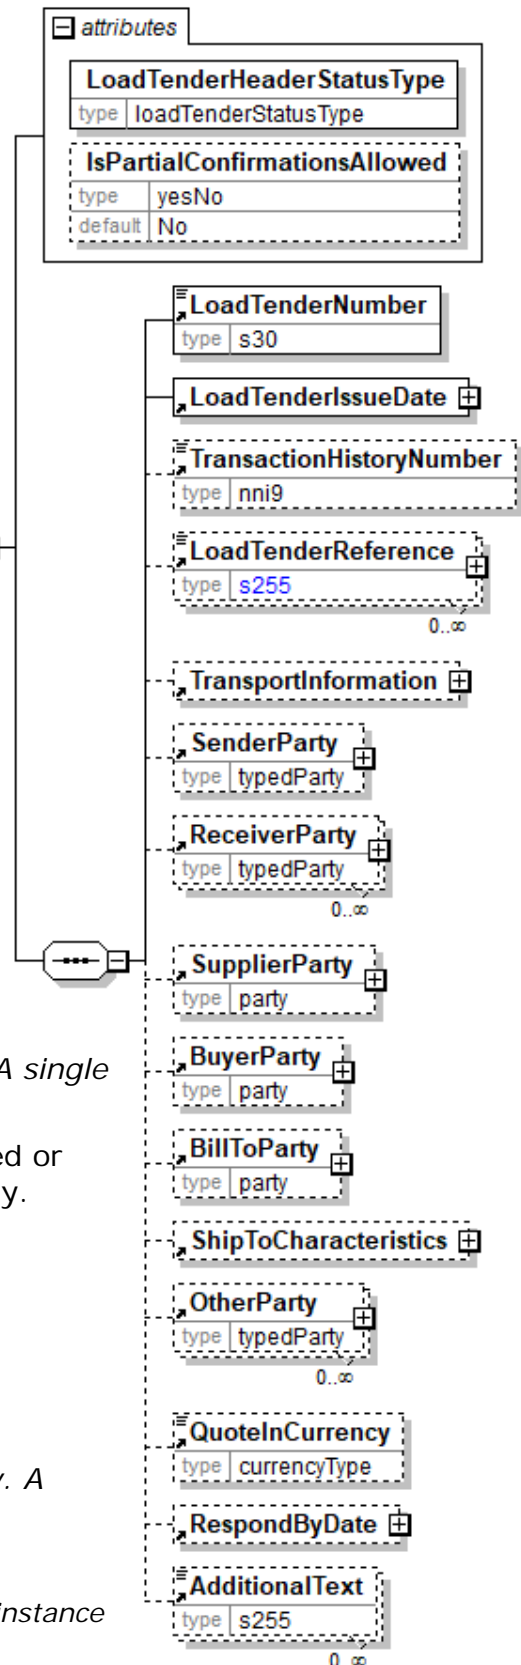 attributes
LoadTenderHeaderStatusType
type loadTenderStatusType
IsPartialConfirmationsAllowed
type yesNo
default No
LoadTenderNumber
type s30
LoadTenderIssueDate
TransactionHistoryNumber
type nni9
LoadTenderReference
type s255
0..∞
TransportInformation
SenderParty
type typedParty
ReceiverParty
type typedParty
0..∞
SupplierParty
type party
A single
BuyerParty
type party
ed or
BillToParty
type party
y.
ShipToCharacteristics
OtherParty
type typedParty
0..∞
QuoteInCurrency
type currencyType
y. A
RespondByDate
AdditionalText
type s255
instance
0..∞